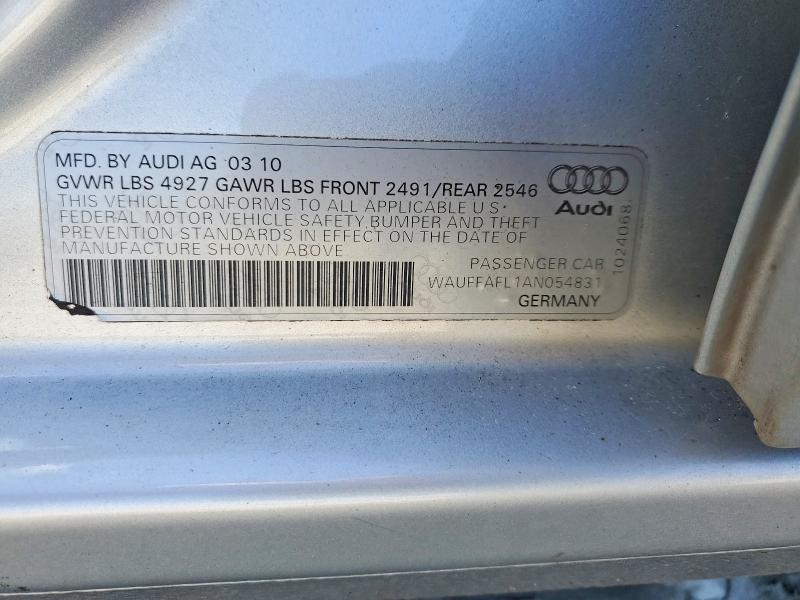 MFD. BY AUDI AG 03 10
GVWR LBS 4927 GAWR LBS FRONT 2491/REAR 2546
THIS VEHICLE CONFORMS TO ALL APPLICABLE U S.
FEDERAL MOTOR VEHICLE SAFETY, BUMPER AND THEFT
PREVENTION STANDARDS IN EFFECT ON THE DATE OF
MANUFACTURE SHOWN ABOVE
Audi
1024068
PASSENGER CAR
WAUFFAFL1AN054831
GERMANY